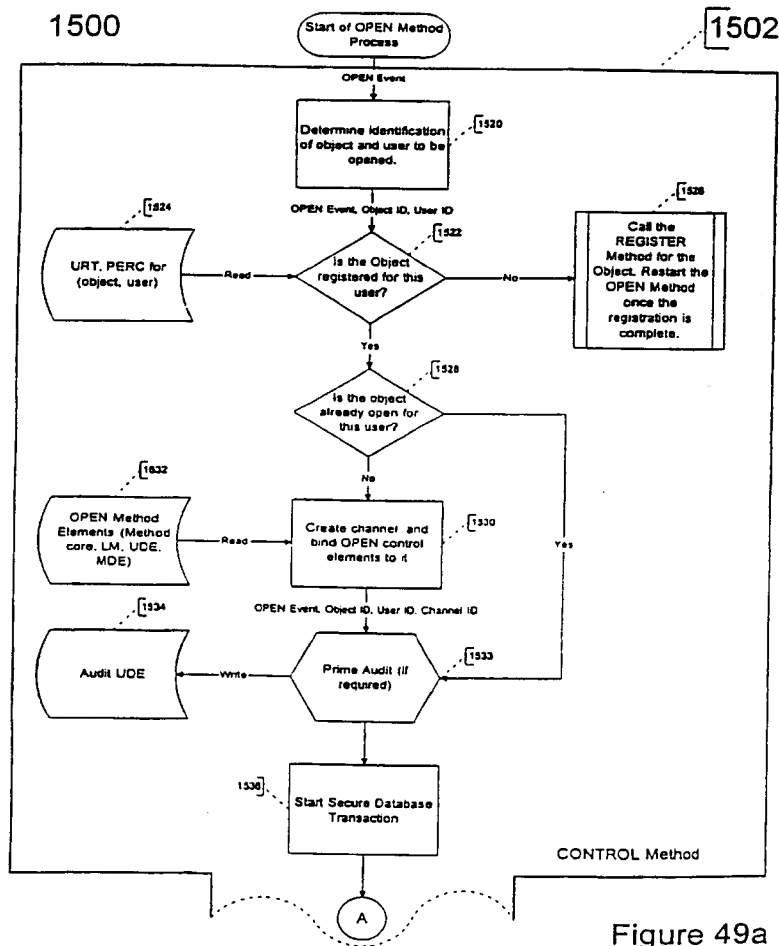 1500
1502
Start of OPEN Method
Process
OPEN Event
Determine identification
of object and user to be
opened.
1520
OPEN Event, Object ID, User ID
1524
URT, PERC for
(object, user)
Read
Is the Object
registered for this
user?
1522
No
1526
Call the
REGISTER
Method for the
Object. Restart the
OPEN Method
once the
registration is
complete.
Yes
Is the object
already open for
this user?
1528
No
Yes
1532
OPEN Method
Elements (Method
core, LM, UDE,
MDE)
Read
Create channel and
bind OPEN control
elements to it
1530
OPEN Event, Object ID, User ID, Channel ID
1534
Audit UDE
Write
Prime Audit (if
required)
1533
1536
Start Secure Database
Transaction
CONTROL Method
A
Figure 49a